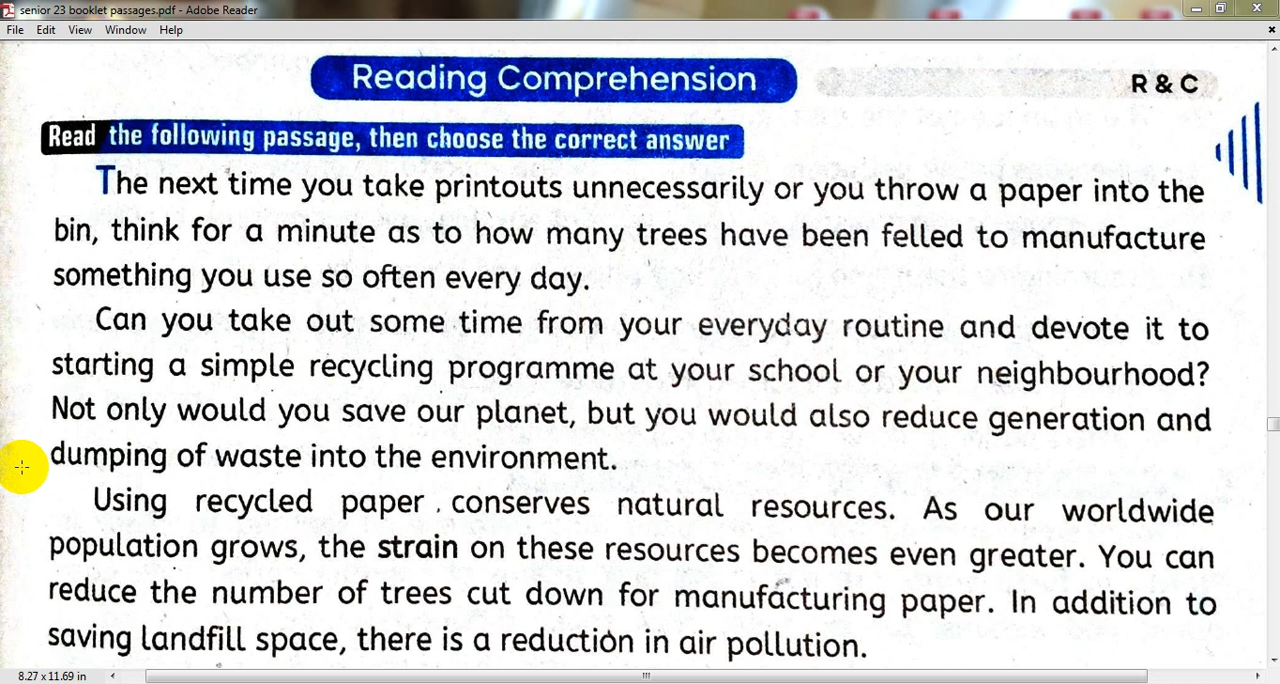 senior 23 booklet passages.pdf - Adobe Reader
File Edit View Window Help
Reading Comprehension
R & C
Read the following passage, then choose the correct answer
The next time you take printouts unnecessarily or you throw a paper into the
bin, think for a minute as to how many trees have been felled to manufacture
something you use so often every day.
Can you take out some time from your everyday routine and devote it to
starting a simple recycling programme at your school or your neighbourhood?
Not only would you save our planet, but you would also reduce generation and
dumping of waste into the environment.
Using recycled paper conserves natural resources. As our worldwide
population grows, the strain on these resources becomes even greater. You can
reduce the number of trees cut down for manufacturing paper. In addition to
saving landfill space, there is a reduction in air pollution.
8.27 x 11.69 in